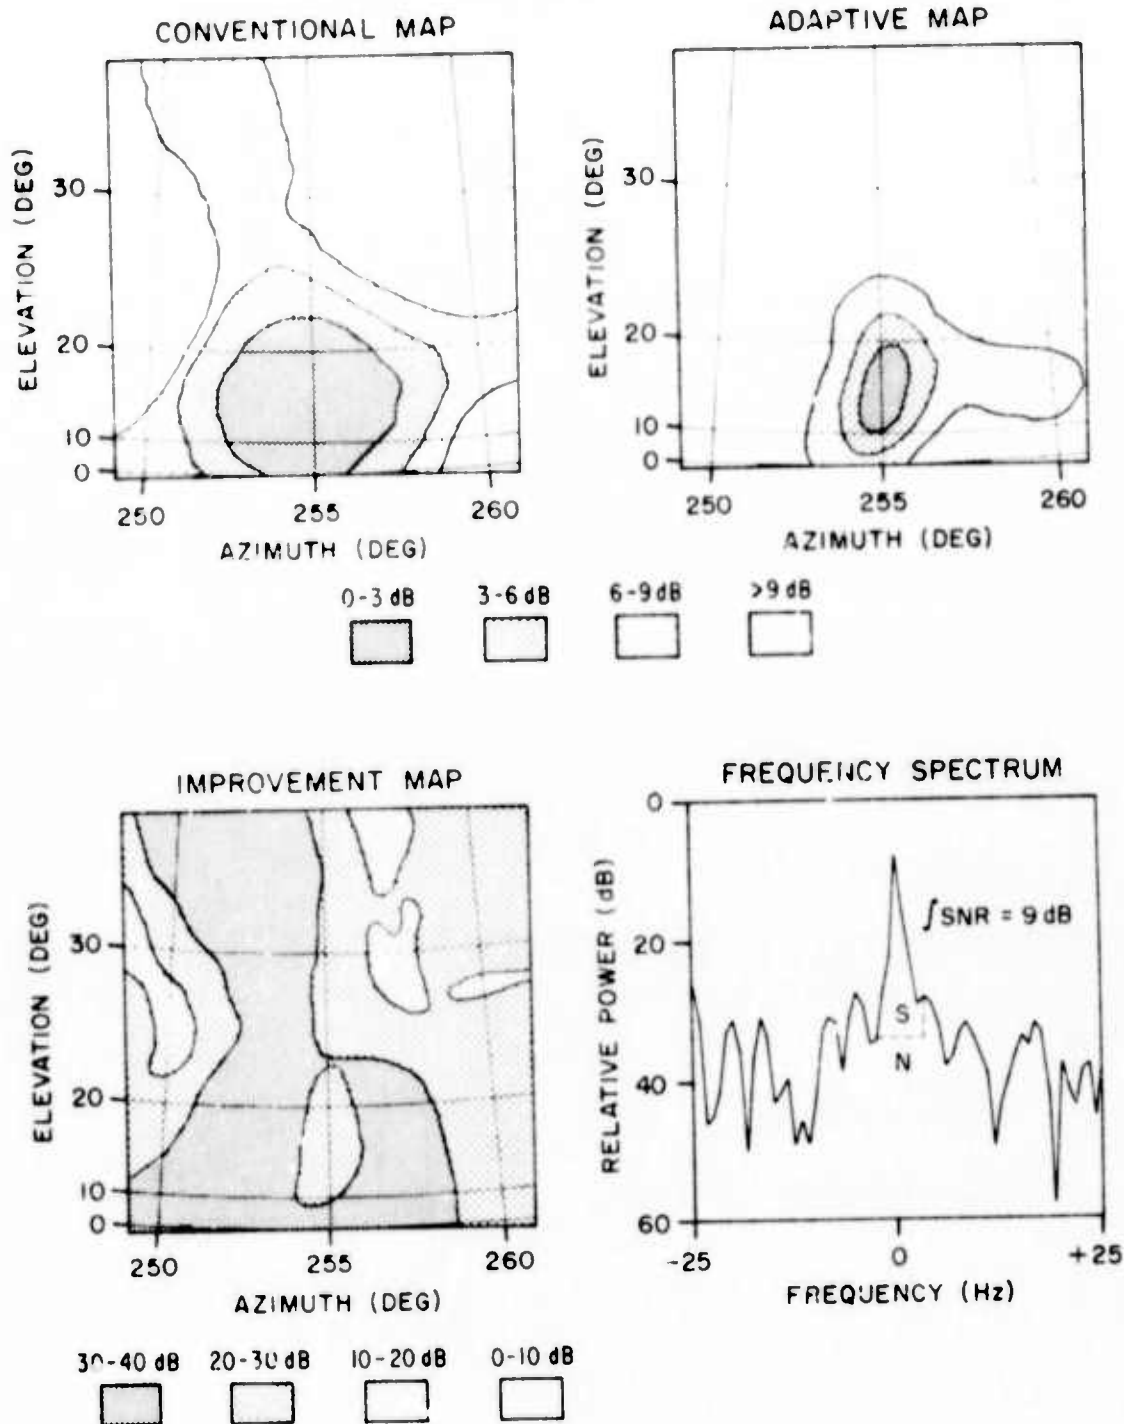 CONVENTIONAL MAP
ELEVATION (DEG)
30
20
10
0
250
255
260
AZIMUTH (DEG)
ADAPTIVE MAP
ELEVATION (DEG)
30
20
10
0
250
255
260
AZIMUTH (DEG)
0-3 dB
3-6 dB
6-9 dB
>9 dB
IMPROVEMENT MAP
ELEVATION (DEG)
30
20
10
0
250
255
260
AZIMUTH (DEG)
30-40 dB
20-30 dB
10-20 dB
0-10 dB
FREQUENCY SPECTRUM
RELATIVE POWER (dB)
0
20
40
60
∫SNR = 9 dB
S
N
-25
0
+25
FREQUENCY (Hz)